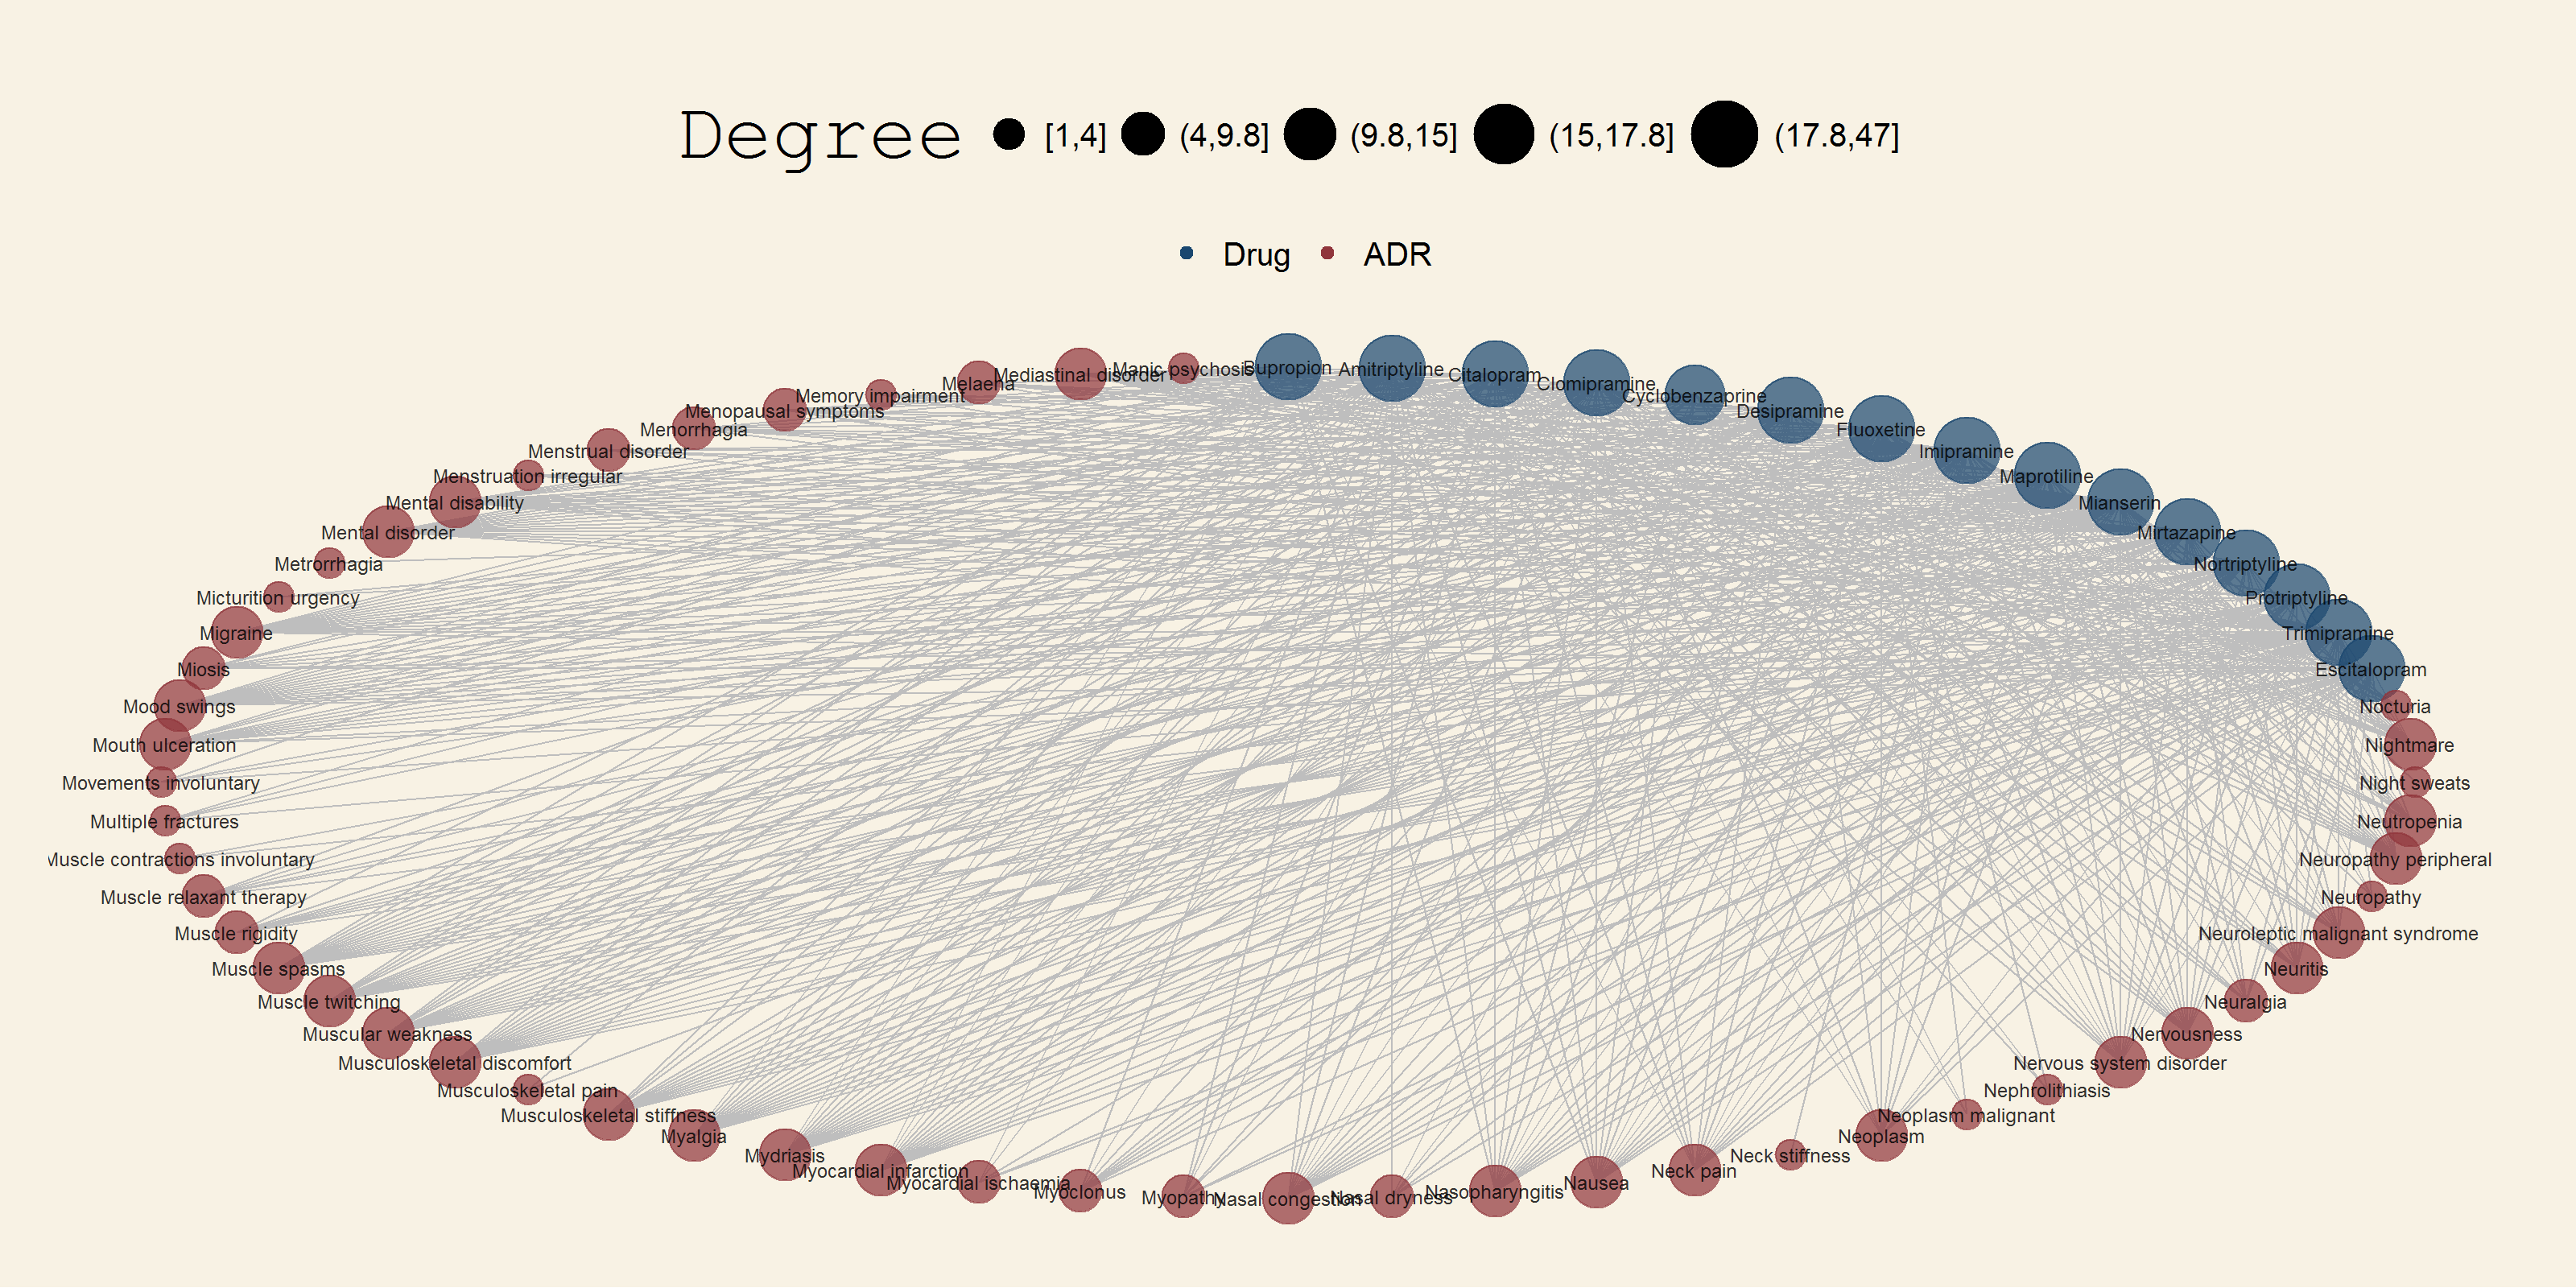 Degree [1,4] (4,9.8] (9.8,15] (15,17.8] (17.8,47]
Drug ADR
Bupropion
Amitriptyline
Citalopram
Clomipramine
Cyclobenzaprine
Desipramine
Fluoxetine
Imipramine
Maprotiline
Mianserin
Mirtazapine
Nortriptyline
Protriptyline
Trimipramine
Escitalopram
Nocturia
Nightmare
Night sweats
Neutropenia
Neuropathy peripheral
Neuropathy
Neuroleptic malignant syndrome
Neuritis
Neuralgia
Nervousness
Nervous system disorder
Nephrolithiasis
Neoplasm malignant
Neoplasm
Neck stiffness
Neck pain
Nausea
Nasopharyngitis
Nasal dryness
Nasal congestion
Myopathy
Myoclonus
Myocardial ischaemia
Myocardial infarction
Mydriasis
Myalgia
Musculoskeletal stiffness
Musculoskeletal pain
Musculoskeletal discomfort
Muscular weakness
Muscle twitching
Muscle spasms
Muscle rigidity
Muscle relaxant therapy
Muscle contractions involuntary
Multiple fractures
Movements involuntary
Mouth ulceration
Mood swings
Miosis
Migraine
Micturition urgency
Metrorrhagia
Mental disorder
Mental disability
Menstruation irregular
Menstrual disorder
Menorrhagia
Menopausal symptoms
Memory impairment
Melaena
Mediastinal disorder
Manic psychosis